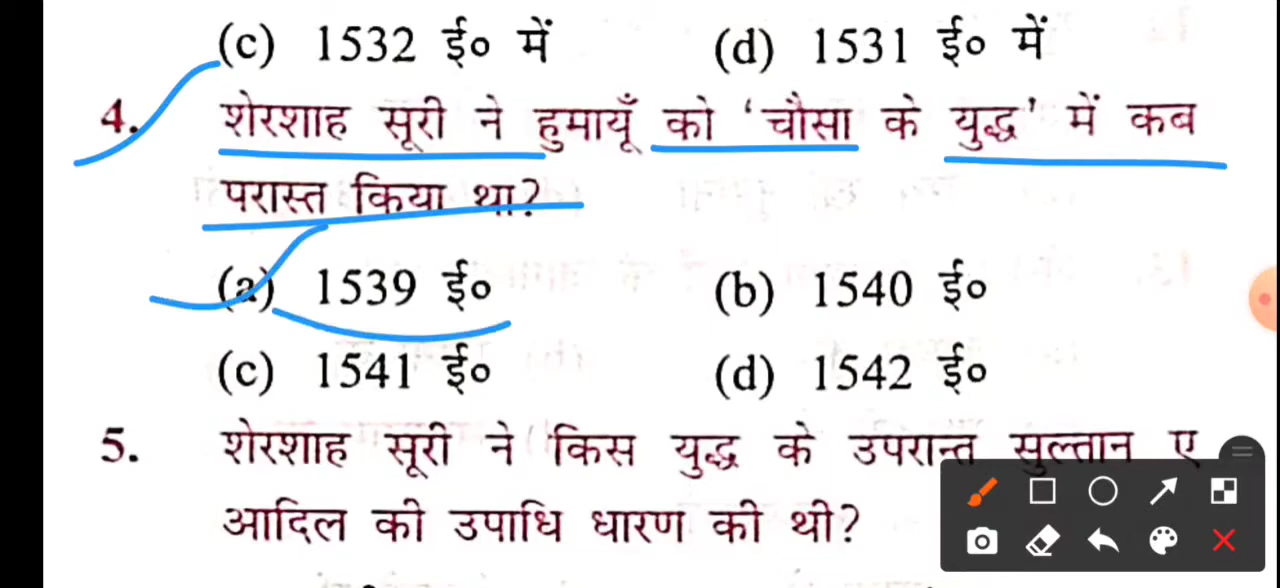 (c) 1532 ई० में (d) 1531 ई० में
4. शेरशाह सूरी ने हुमायूँ को ‘चौसा के युद्ध’ में कब
परास्त किया था?
(a) 1539 ई० (b) 1540 ई०
(c) 1541 ई० (d) 1542 ई०
5. शेरशाह सूरी ने किस युद्ध के उपरान्त सुल्तान ए
आदिल की उपाधि धारण की थी?